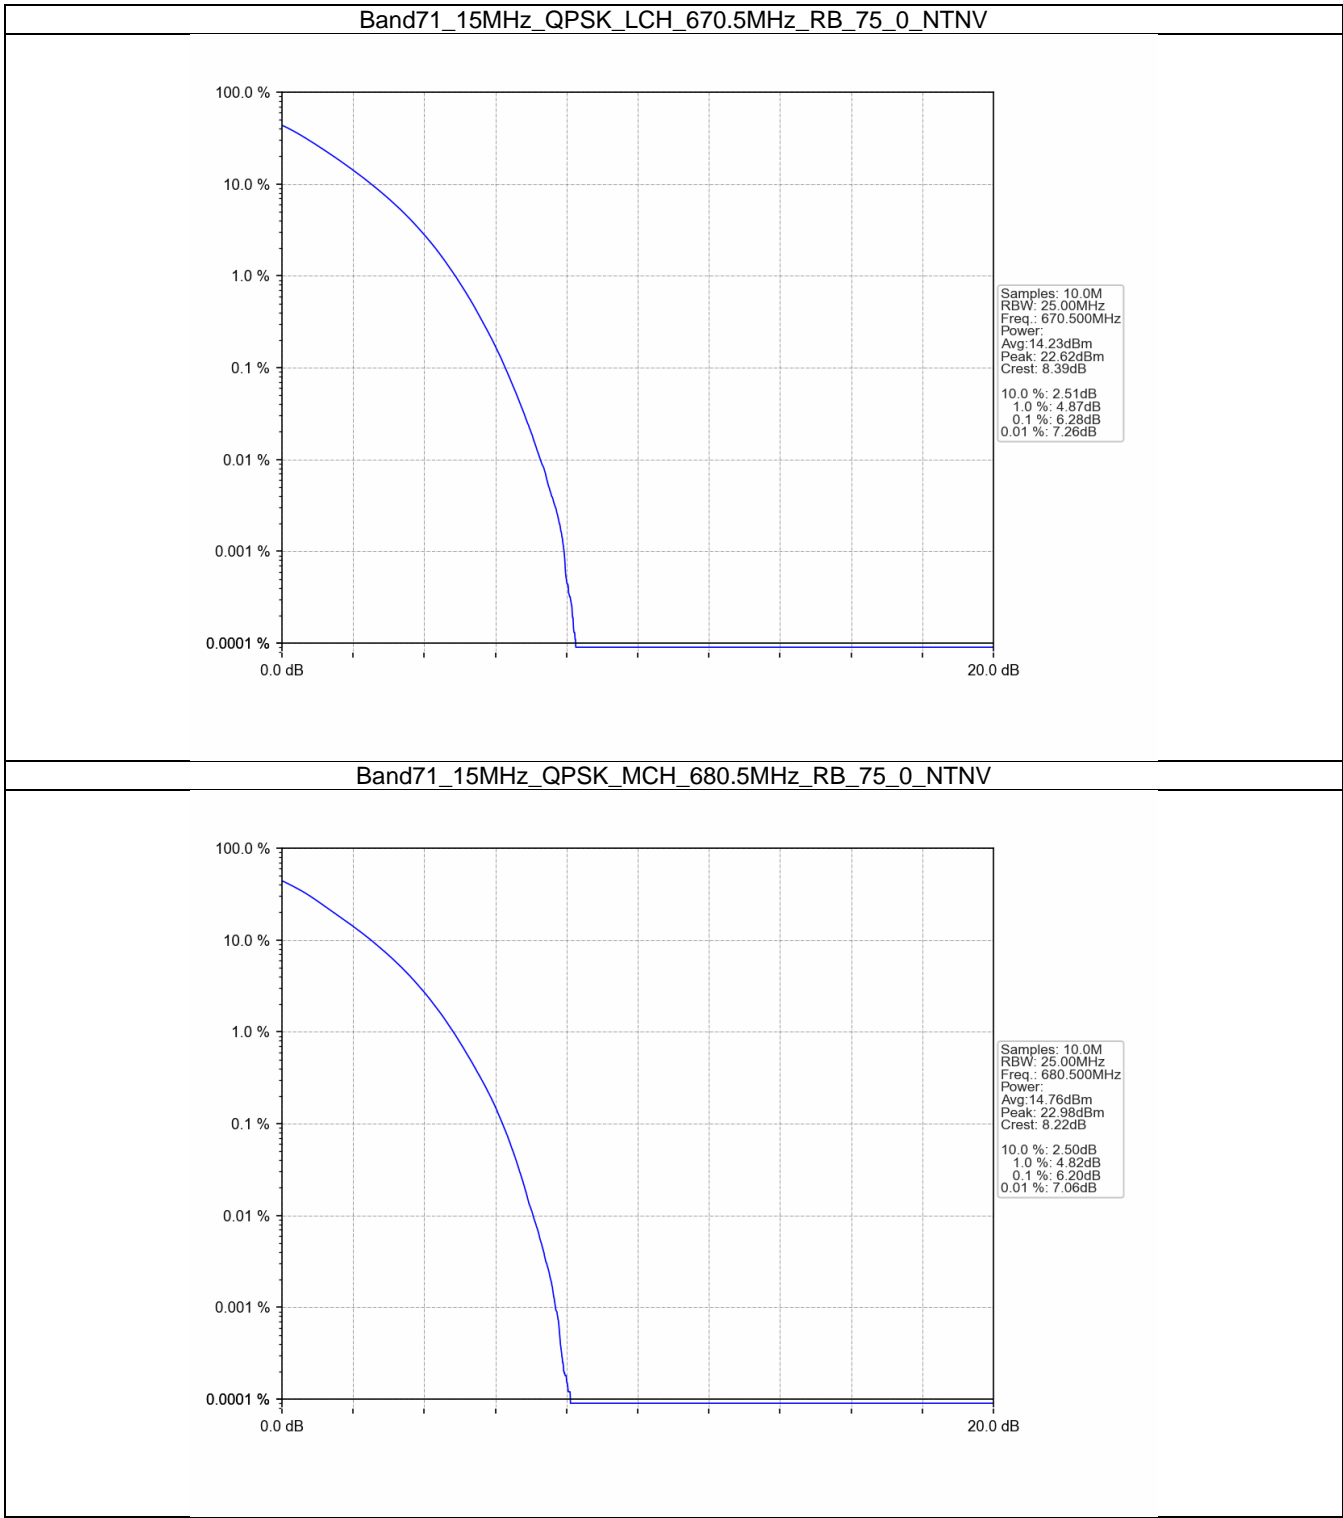 Band71_15MHz_QPSK_LCH_670.5MHz_RB_75_0_NTNV
100.0 %
10.0 %
1.0 %
0.1 %
0.01 %
0.001 %
0.0001 %
0.0 dB
20.0 dB
Samples: 10.0M
RBW: 25.00MHz
Freq.: 670.500MHz
Power:
Avg:14.23dBm
Peak: 22.62dBm
Crest: 8.39dB
10.0 %: 2.51dB
1.0 %: 4.87dB
0.1 %: 6.28dB
0.01 %: 7.26dB
Band71_15MHz_QPSK_MCH_680.5MHz_RB_75_0_NTNV
100.0 %
10.0 %
1.0 %
0.1 %
0.01 %
0.001 %
0.0001 %
0.0 dB
20.0 dB
Samples: 10.0M
RBW: 25.00MHz
Freq.: 680.500MHz
Power:
Avg:14.76dBm
Peak: 22.98dBm
Crest: 8.22dB
10.0 %: 2.50dB
1.0 %: 4.82dB
0.1 %: 6.20dB
0.01 %: 7.06dB